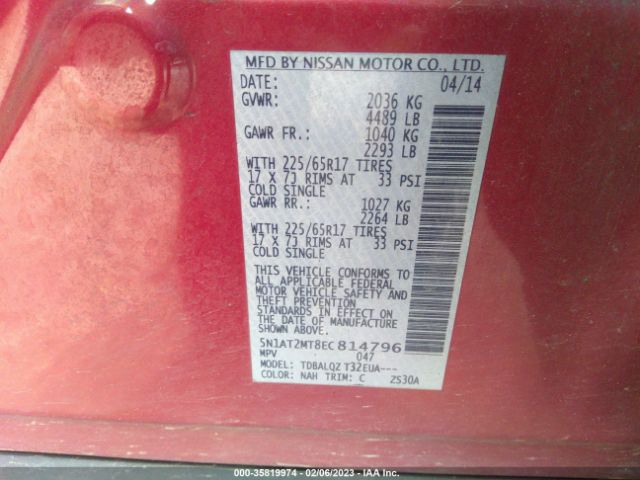 MFD BY NISSAN MOTOR CO., LTD.
DATE: 04/14
GVWR: 2036 KG
4489 LB
GAWR FR.: 1040 KG
2293 LB
WITH 225/65R17 TIRES
17 X 7J RIMS AT 33 PSI
COLD SINGLE
GAWR RR.: 1027 KG
2264 LB
WITH 225/65R17 TIRES
17 X 7J RIMS AT 33 PSI
COLD SINGLE
THIS VEHICLE CONFORMS TO
ALL APPLICABLE FEDERAL
MOTOR VEHICLE SAFETY AND
THEFT PREVENTION
STANDARDS IN EFFECT ON
THE DATE OF MANUFACTURE
SHOWN ABOVE.
5N1AT2MT8EC814796
MPV 047
MODEL: TDBALQZ T32EUA---
COLOR: NAH TRIM: C ZS30A
000-35819974 - 02/06/2023 - IAA Inc.